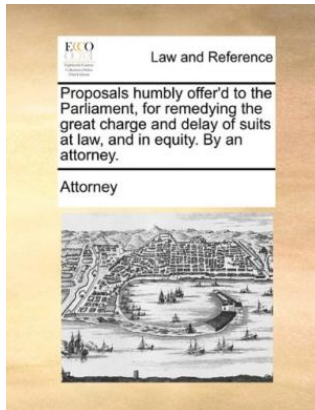 ECCO
Law and Reference
Proposals humbly offer'd to the
Parliament, for remedying the
great charge and delay of suits
at law, and in equity. By an
attorney.
Attorney